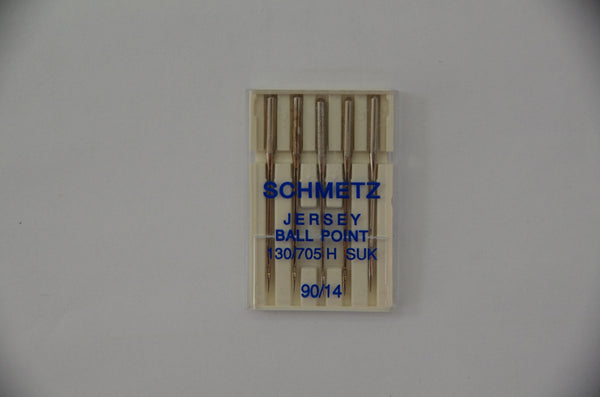 SCHMETZ
JERSEY
BALL POINT
130/705 H SUK
90/14